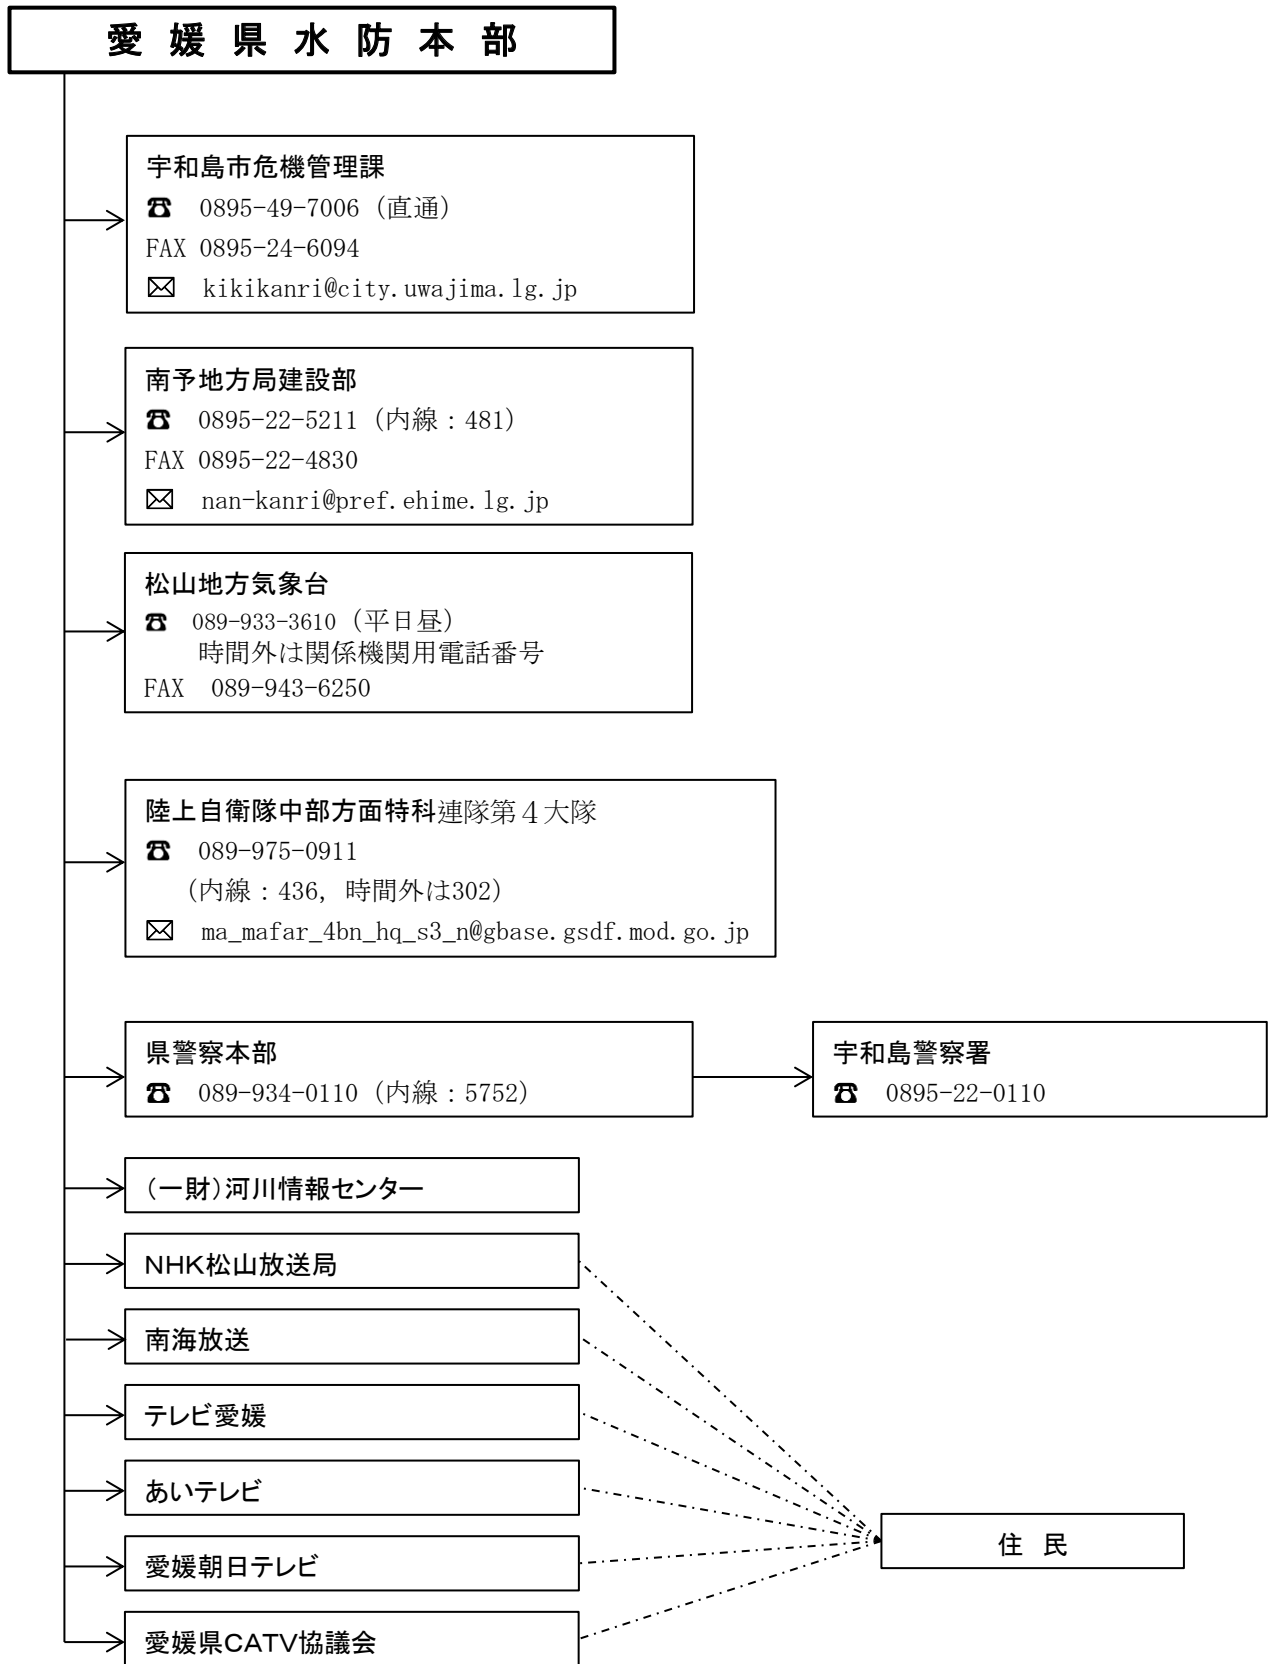 愛媛県水防本部
宇和島市危機管理課
☎ 0895-49-7006（直通）
FAX 0895-24-6094
✉ kikikanri@city.uwajima.lg.jp
南予地方局建設部
☎ 0895-22-5211（内線：481）
FAX 0895-22-4830
✉ nan-kanri@pref.ehime.lg.jp
松山地方気象台
☎ 089-933-3610（平日昼）
時間外は関係機関用電話番号
FAX 089-943-6250
陸上自衛隊中部方面特科連隊第４大隊
☎ 089-975-0911
（内線：436，時間外は302）
✉ ma_mafar_4bn_hq_s3_n@gbase.gsdf.mod.go.jp
県警察本部
☎ 089-934-0110（内線：5752）
宇和島警察署
☎ 0895-22-0110
（一財）河川情報センター
NHK松山放送局
南海放送
テレビ愛媛
あいテレビ
愛媛朝日テレビ
愛媛県CATV協議会
住民